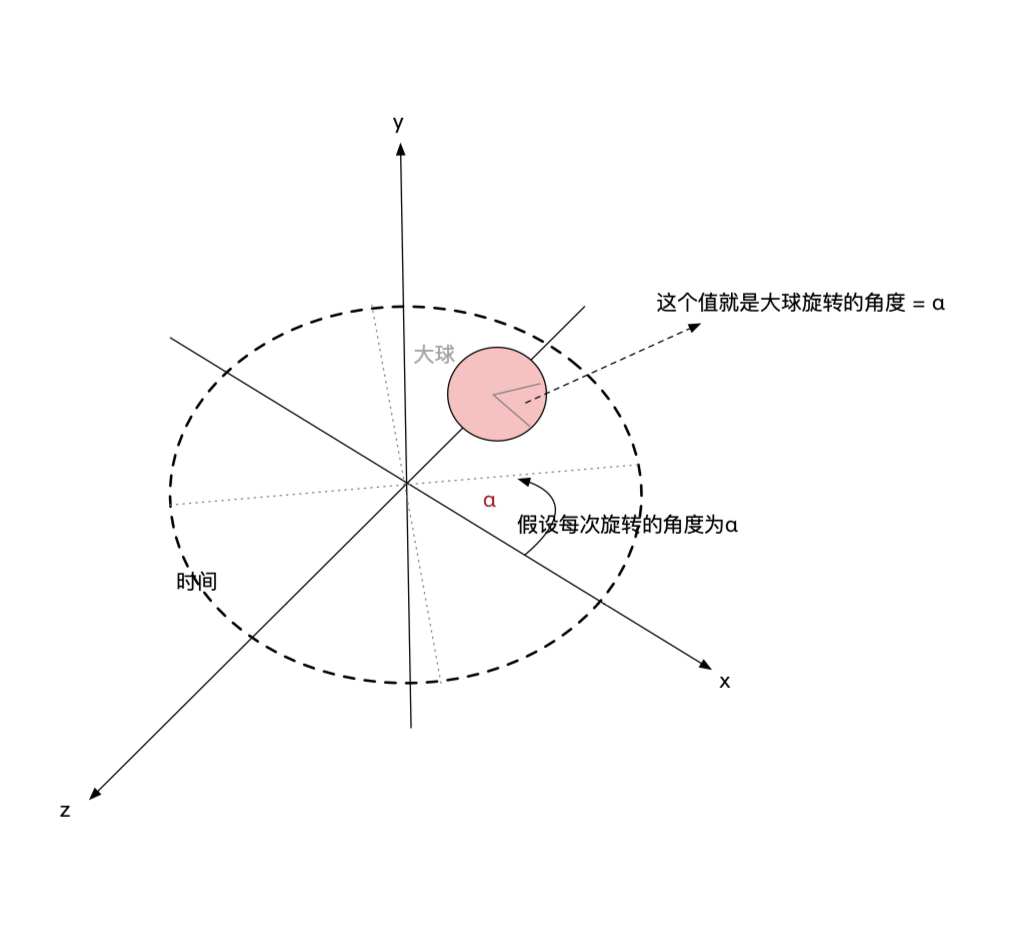 y
这个值就是大球旋转的角度 = α
大球
α
假设每次旋转的角度为α
时间
x
z